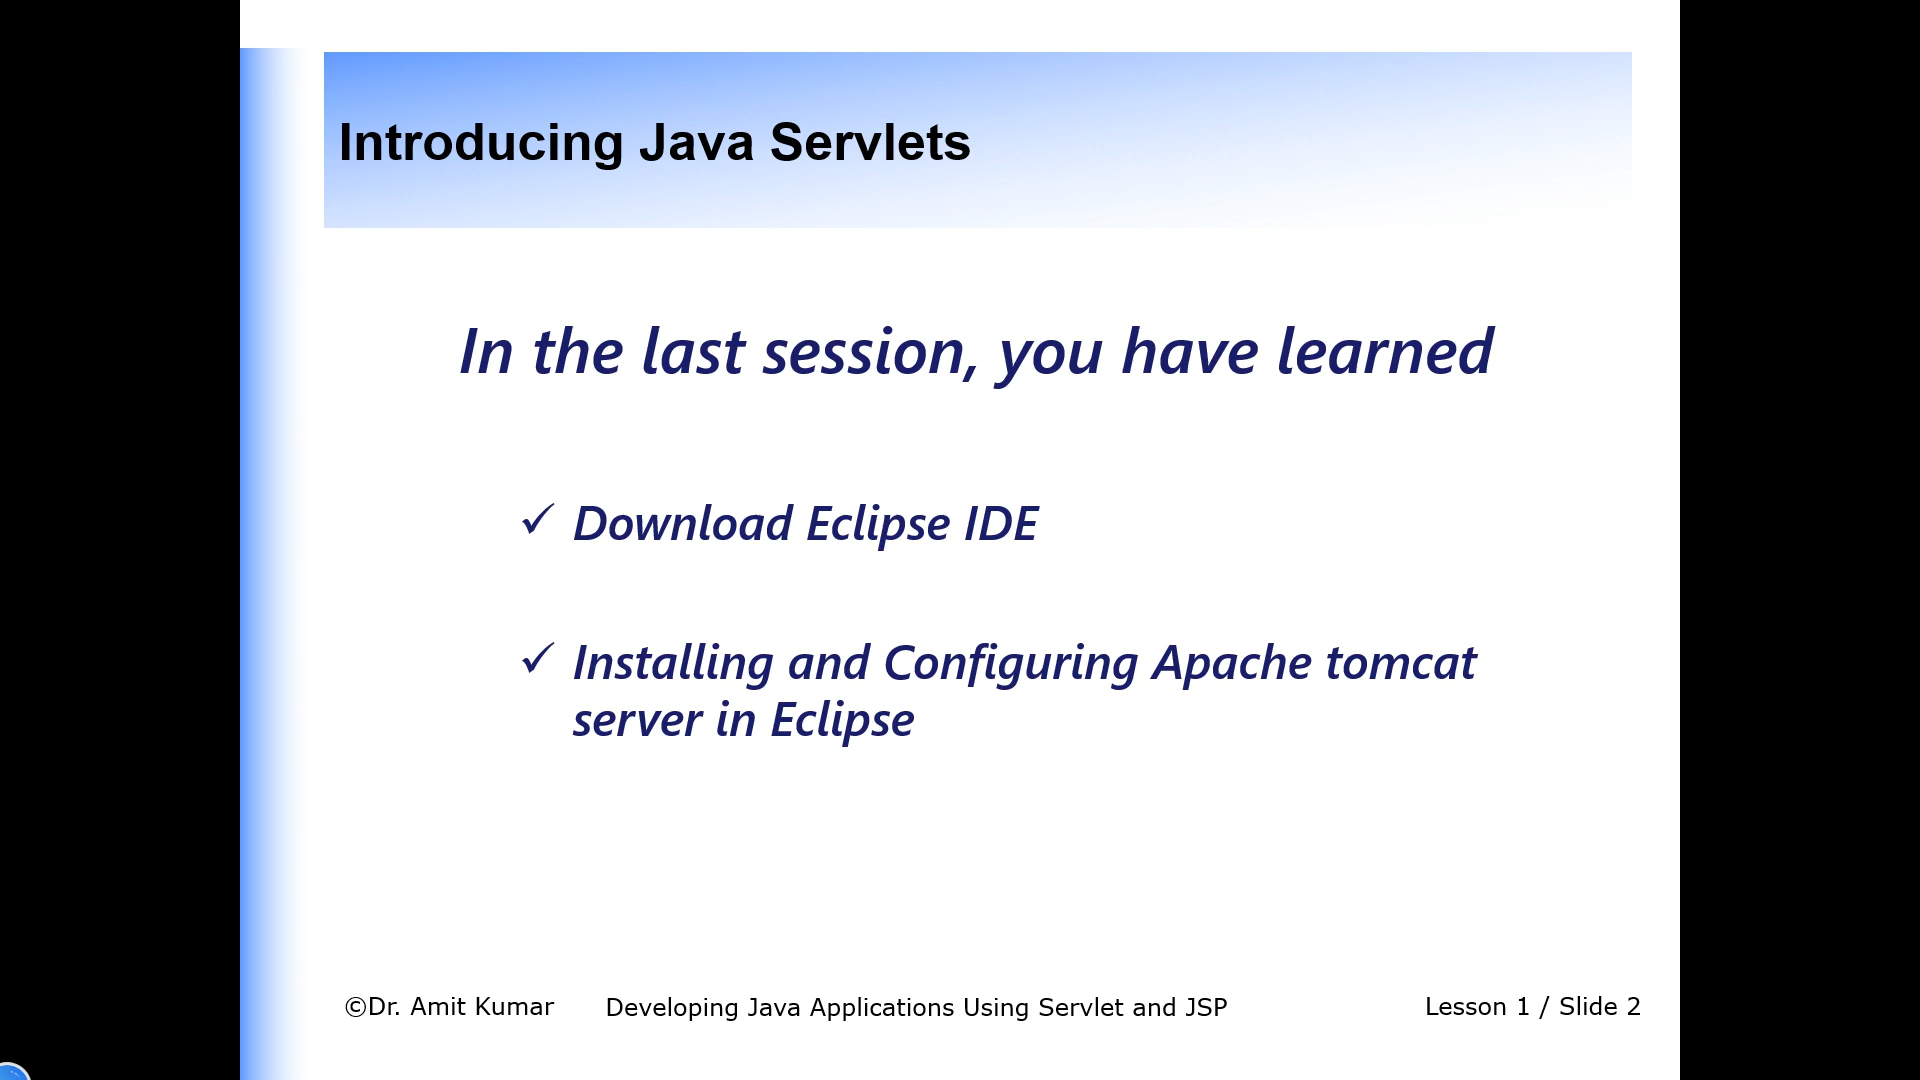 Introducing Java Servlets
In the last session, you have learned
✓ Download Eclipse IDE
✓ Installing and Configuring Apache tomcat
server in Eclipse
©Dr. Amit Kumar Developing Java Applications Using Servlet and JSP Lesson 1 / Slide 2